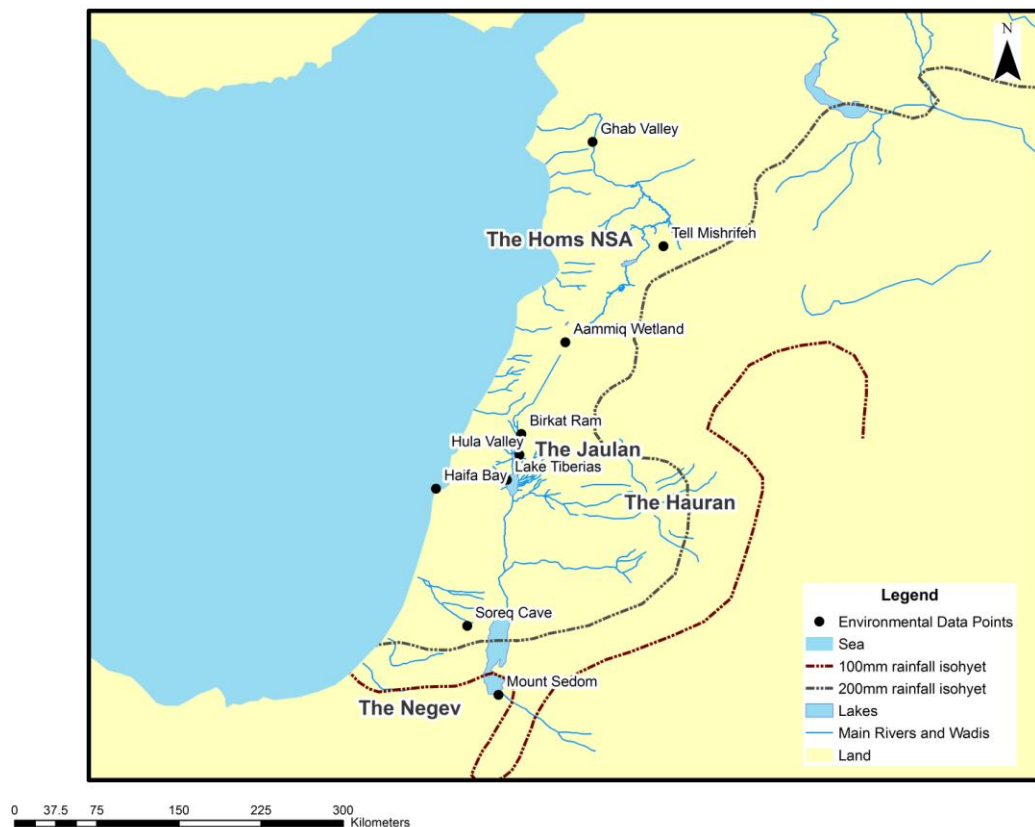 N
Ghab Valley
The Homs NSA
Tell Mishrifeh
Aammiq Wetland
Birkat Ram
Hula Valley
The Jaulan
Lake Tiberias
Haifa Bay
The Hauran
Soreq Cave
Mount Sedom
The Negev
Legend
Environmental Data Points
Sea
100mm rainfall isohyet
200mm rainfall isohyet
Lakes
Main Rivers and Wadis
Land
0 37.5 75 150 225 300
Kilometers